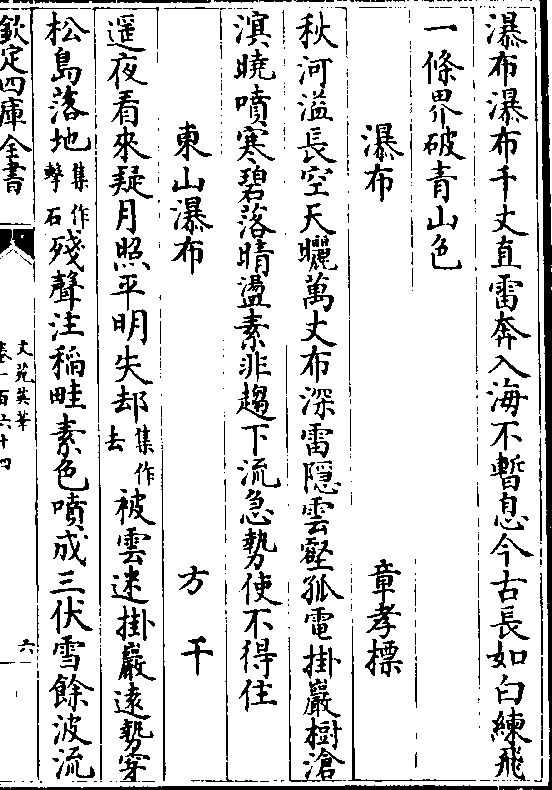 瀑布瀑布千丈直雷奔入海不暫息今古長如白練飛
一條界破青山色
瀑布　章孝標
秋河溢長空天曬萬丈布深雷隱雲壑孤電掛巖樹滄
溟曉噴寒碧落晴盪素非趨下流急勢使不得住
東山瀑布　方干
遥夜看來疑月照平明失却集作去被雲迷掛巖遠勢穿
松島落地集作擊石殘聲注稻畦素色噴成三伏雪餘波流
欽定四庫全書
文苑英華
卷一百六十四
六